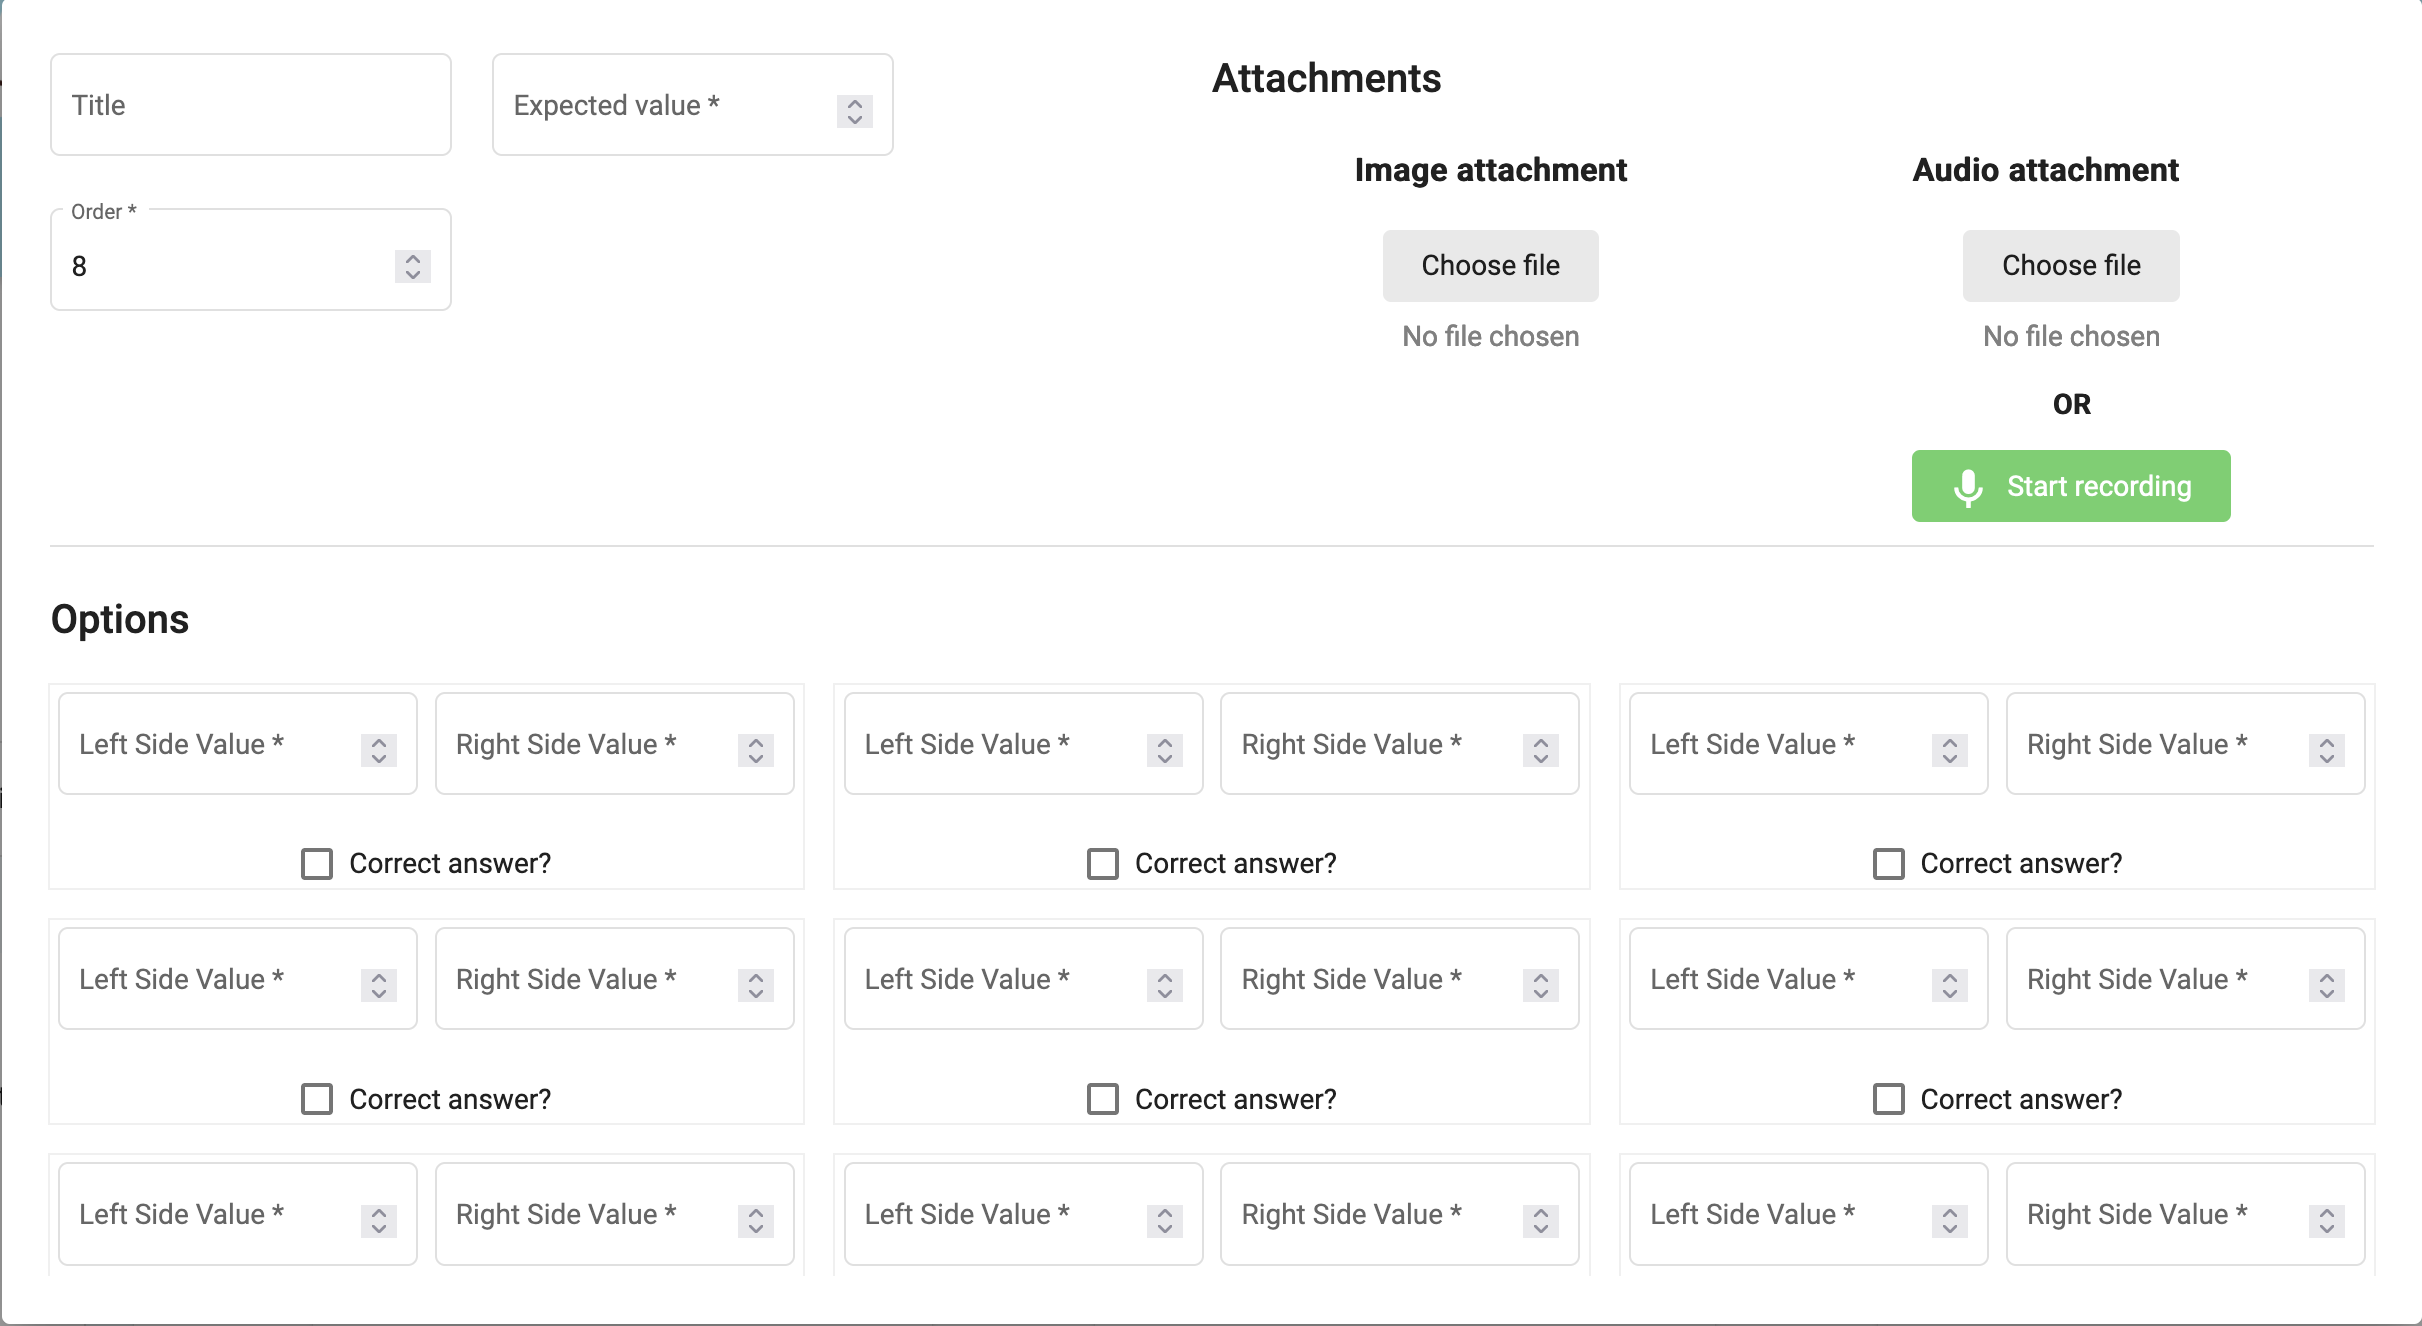 Title
Expected value *
Order *
8
Attachments
Image attachment
Choose file
No file chosen
Audio attachment
Choose file
No file chosen
OR
Start recording
Options
Left Side Value *
Right Side Value *
Correct answer?
Left Side Value *
Right Side Value *
Correct answer?
Left Side Value *
Right Side Value *
Correct answer?
Left Side Value *
Right Side Value *
Correct answer?
Left Side Value *
Right Side Value *
Correct answer?
Left Side Value *
Right Side Value *
Correct answer?
Left Side Value *
Right Side Value *
Left Side Value *
Right Side Value *
Left Side Value *
Right Side Value *